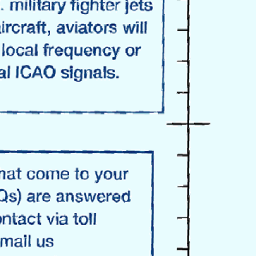 . military fighter jets
aircraft, aviators will
local frequency or
al ICAO signals.
hat come to your
Qs) are answered
ontact via toll
mail us